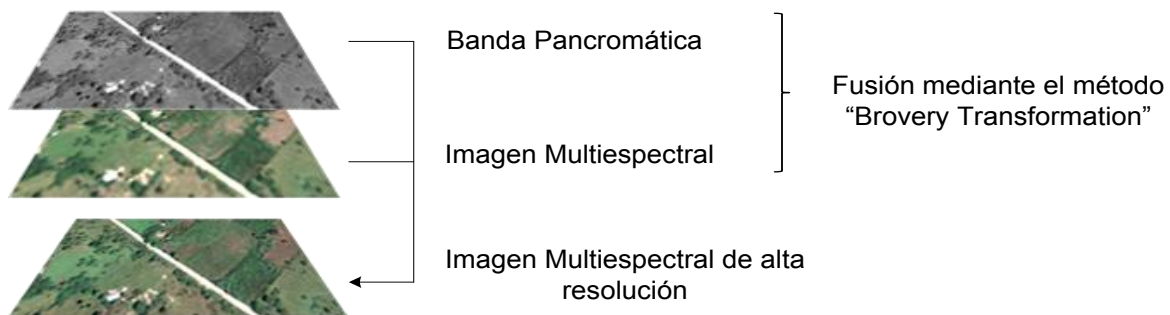 Banda Pancromática
Imagen Multiespectral
Imagen Multiespectral de alta
resolución
Fusión mediante el método
“Brovery Transformation”